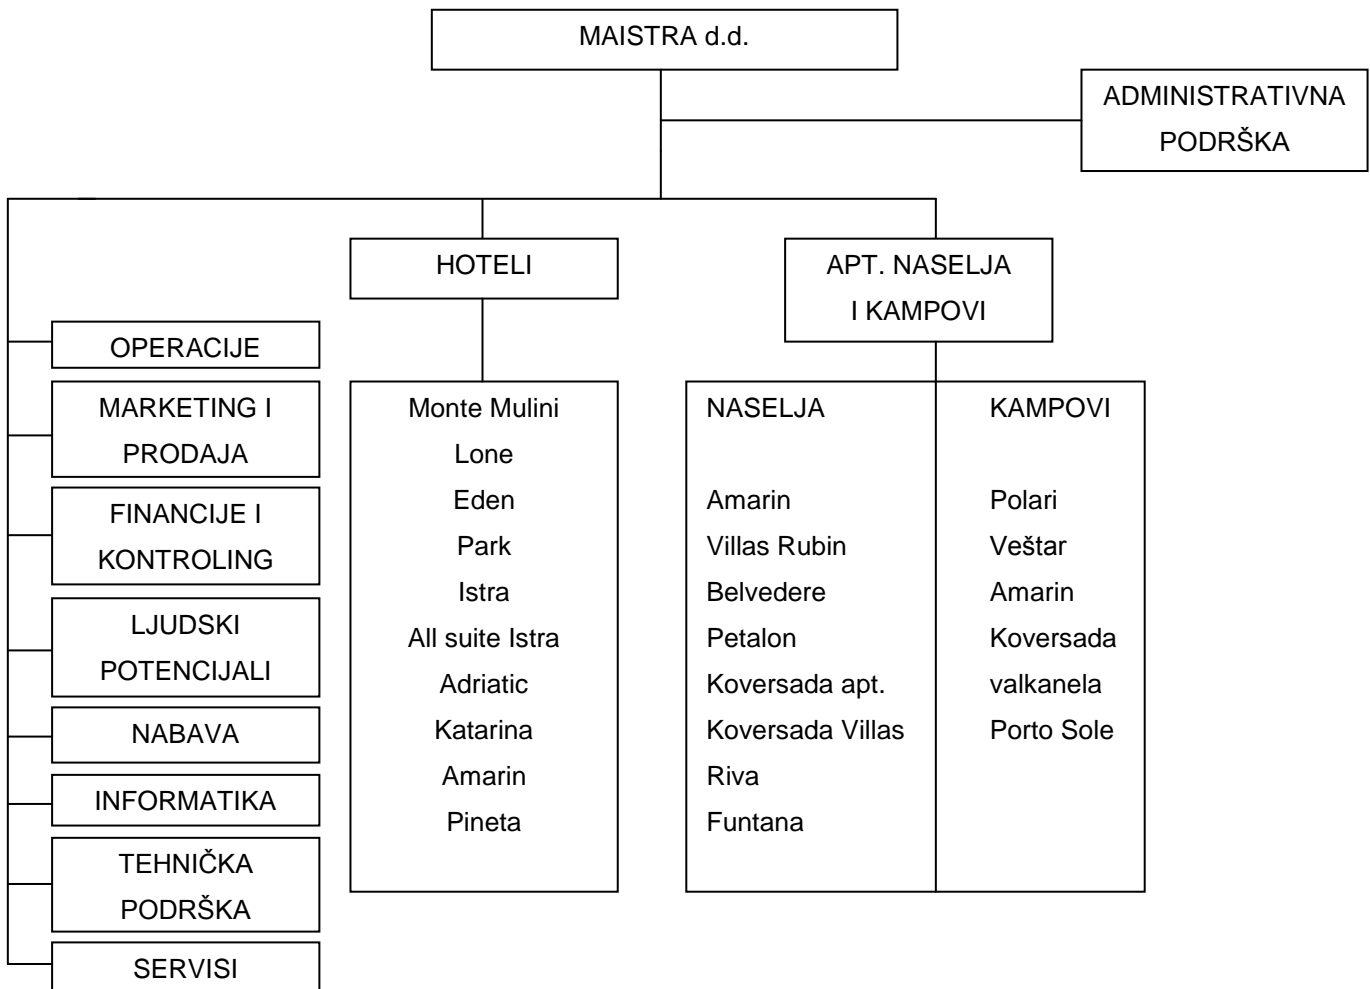 MAISTRA d.d.
ADMINISTRATIVNA
PODRŠKA
HOTELI
APT. NASELJA
I KAMPOVI
OPERACIJE
MARKETING I
PRODAJA
FINANCIJE I
KONTROLING
LJUDSKI
POTENCIJALI
NABAVA
INFORMATIKA
TEHNIČKA
PODRŠKA
SERVISI
Monte Mulini
Lone
Eden
Park
Istra
All suite Istra
Adriatic
Katarina
Amarin
Pineta
NASELJA
Amarin
Villas Rubin
Belvedere
Petalon
Koversada apt.
Koversada Villas
Riva
Funtana
KAMPOVI
Polari
Veštar
Amarin
Koversada
valkanela
Porto Sole